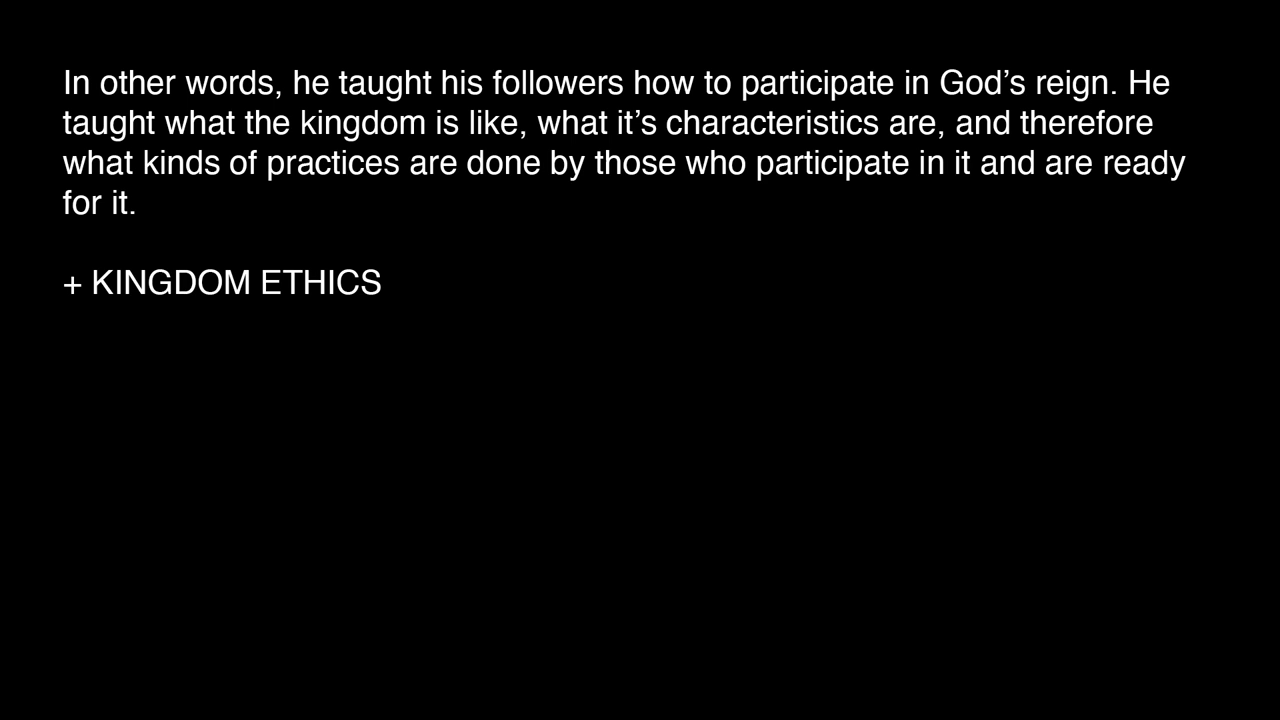 In other words, he taught his followers how to participate in God’s reign. He
taught what the kingdom is like, what it’s characteristics are, and therefore
what kinds of practices are done by those who participate in it and are ready
for it.
+ KINGDOM ETHICS